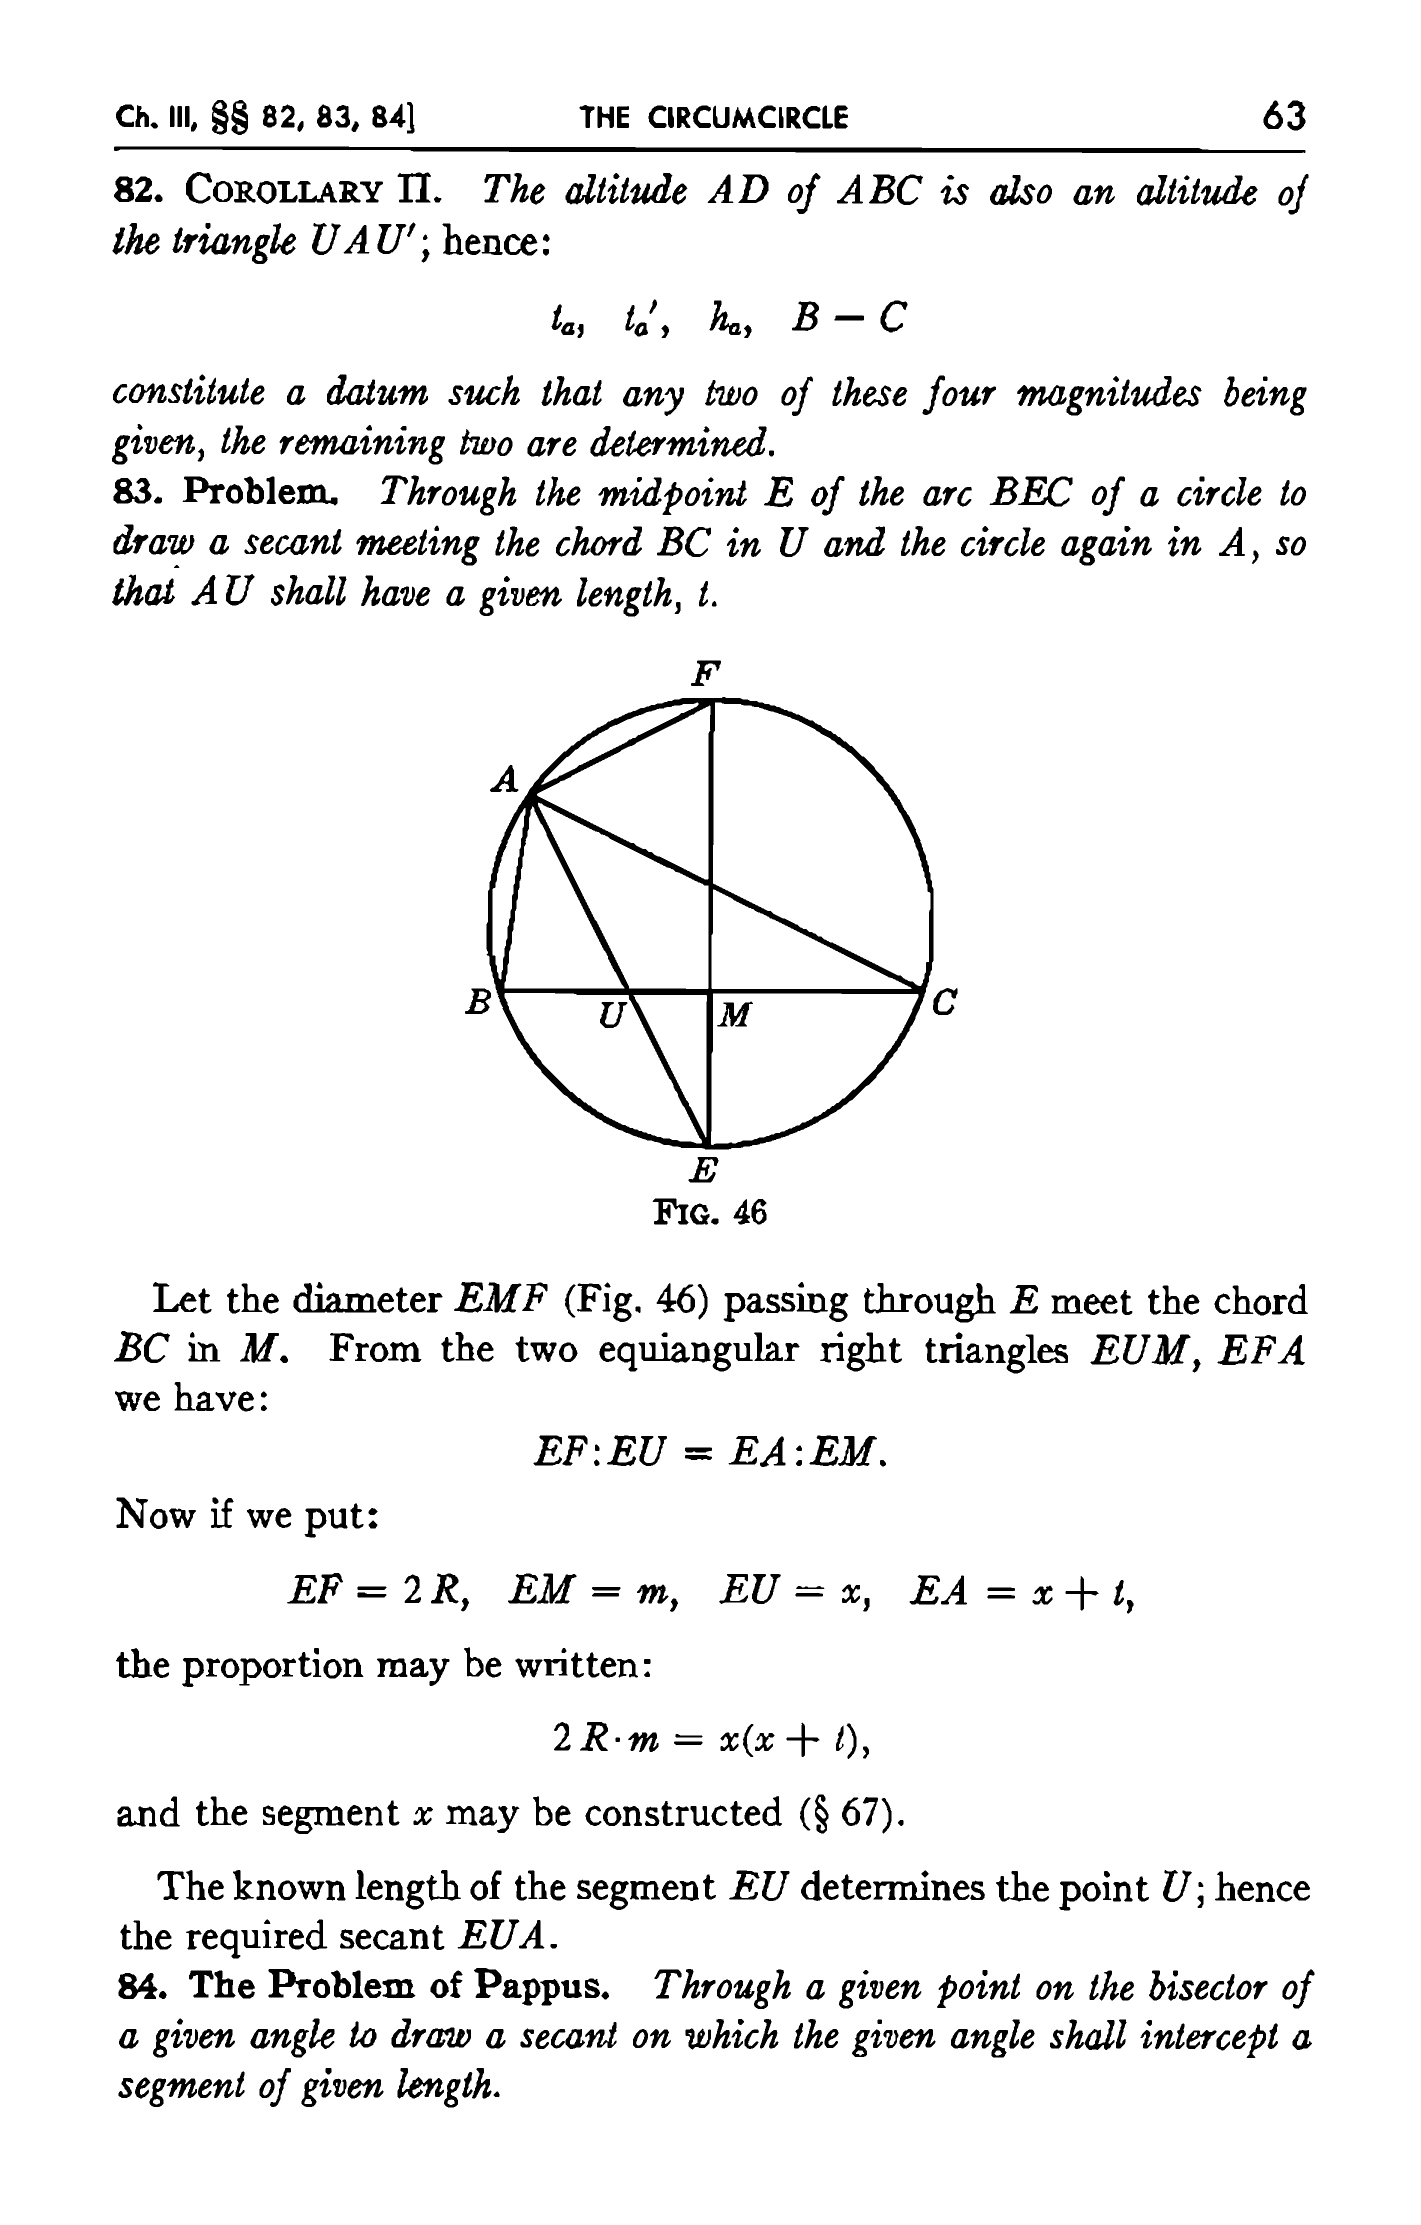 Ch. III, §§ 82, 83, 84] THE CIRCUMCIRCLE 63
82. COROLLARY II. The altitude AD of ABC is also an altitude of
the triangle UAU'; hence:
tₐ, tₐ', hₐ, B − C
constitute a datum such that any two of these four magnitudes being
given, the remaining two are determined.
83. Problem. Through the midpoint E of the arc BEC of a circle to
draw a secant meeting the chord BC in U and the circle again in A, so
that AU shall have a given length, t.
F
A
B U M C
E
FIG. 46
Let the diameter EMF (Fig. 46) passing through E meet the chord
BC in M. From the two equiangular right triangles EUM, EFA
we have:
EF:EU = EA:EM.
Now if we put:
EF = 2 R, EM = m, EU = x, EA = x + t,
the proportion may be written:
2 R·m = x(x + t),
and the segment x may be constructed (§ 67).
The known length of the segment EU determines the point U; hence
the required secant EUA.
84. The Problem of Pappus. Through a given point on the bisector of
a given angle to draw a secant on which the given angle shall intercept a
segment of given length.